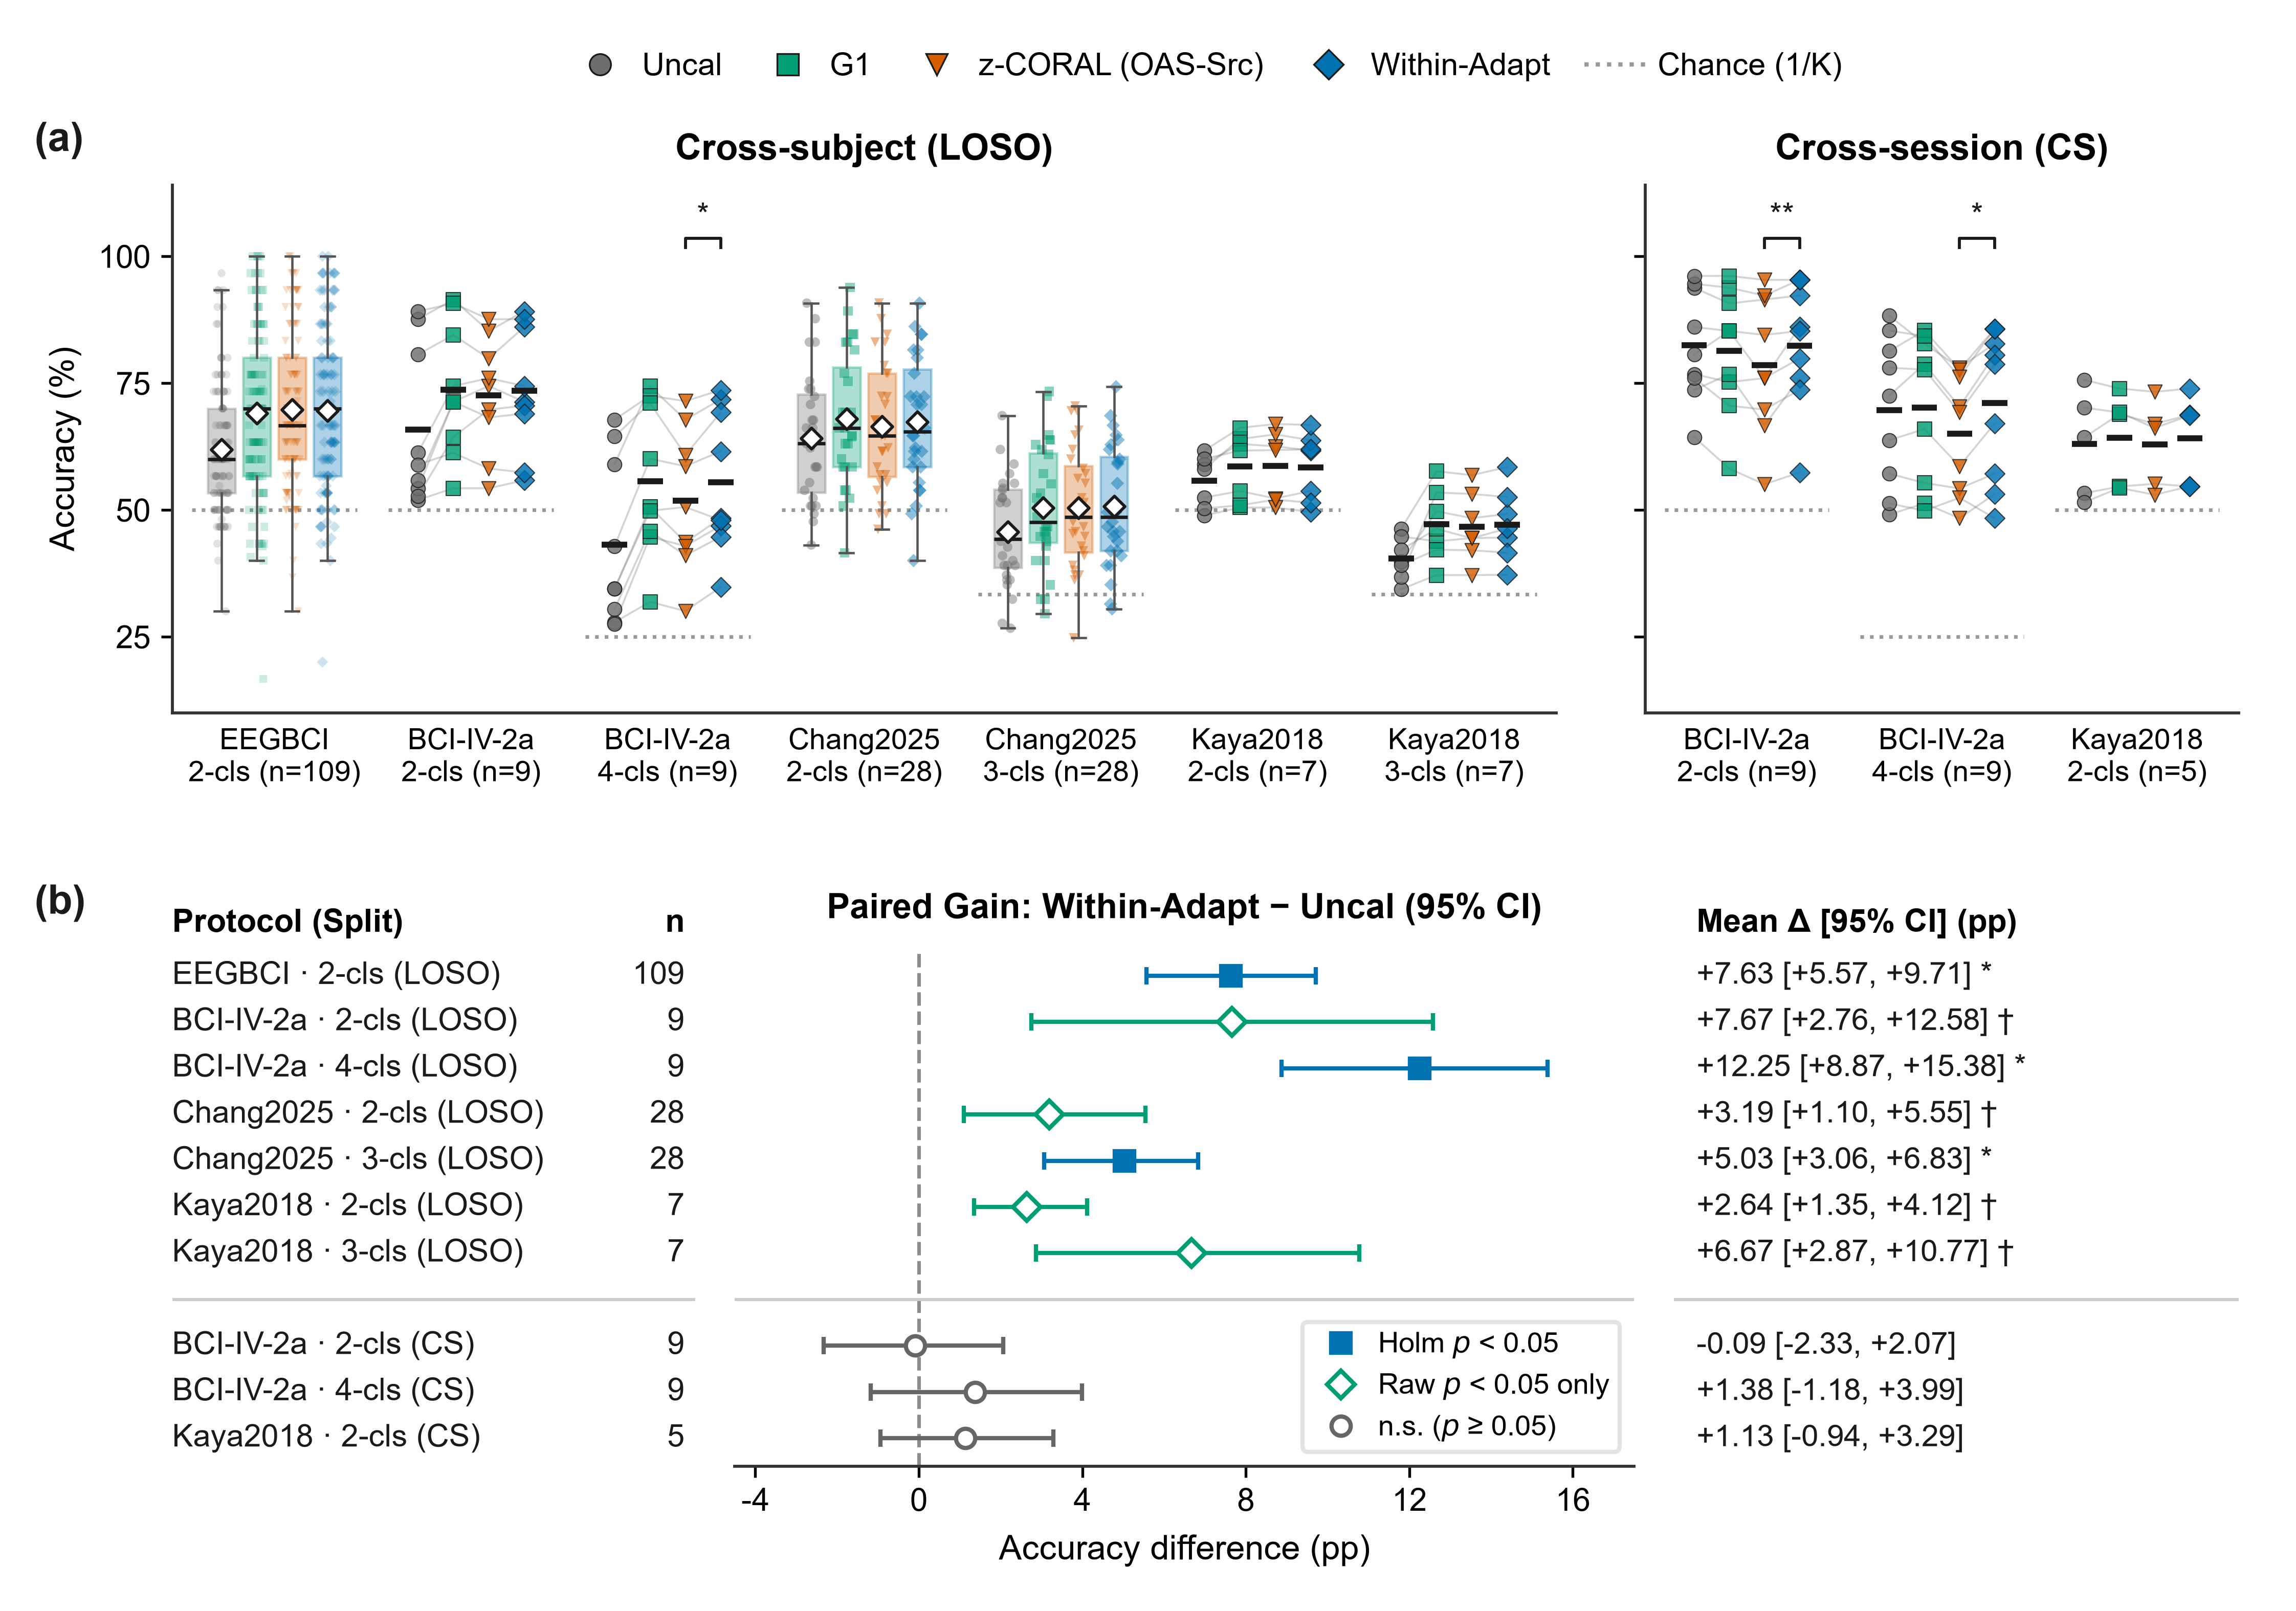 Uncal G1 z-CORAL (OAS-Src) Within-Adapt Chance (1/K)
(a)
Cross-subject (LOSO) Cross-session (CS)
* ** *
100
75
50
25
Accuracy (%)
EEGBCI
2-cls (n=109)
BCI-IV-2a
2-cls (n=9)
BCI-IV-2a
4-cls (n=9)
Chang2025
2-cls (n=28)
Chang2025
3-cls (n=28)
Kaya2018
2-cls (n=7)
Kaya2018
3-cls (n=7)
BCI-IV-2a
2-cls (n=9)
BCI-IV-2a
4-cls (n=9)
Kaya2018
2-cls (n=5)
(b)
Paired Gain: Within-Adapt − Uncal (95% CI)
Protocol (Split) n Mean Δ [95% CI] (pp)
EEGBCI · 2-cls (LOSO) 109 +7.63 [+5.57, +9.71] *
BCI-IV-2a · 2-cls (LOSO) 9 +7.67 [+2.76, +12.58] †
BCI-IV-2a · 4-cls (LOSO) 9 +12.25 [+8.87, +15.38] *
Chang2025 · 2-cls (LOSO) 28 +3.19 [+1.10, +5.55] †
Chang2025 · 3-cls (LOSO) 28 +5.03 [+3.06, +6.83] *
Kaya2018 · 2-cls (LOSO) 7 +2.64 [+1.35, +4.12] †
Kaya2018 · 3-cls (LOSO) 7 +6.67 [+2.87, +10.77] †
BCI-IV-2a · 2-cls (CS) 9 -0.09 [-2.33, +2.07]
BCI-IV-2a · 4-cls (CS) 9 +1.38 [-1.18, +3.99]
Kaya2018 · 2-cls (CS) 5 +1.13 [-0.94, +3.29]
Holm p < 0.05
Raw p < 0.05 only
n.s. (p ≥ 0.05)
-4 0 4 8 12 16
Accuracy difference (pp)